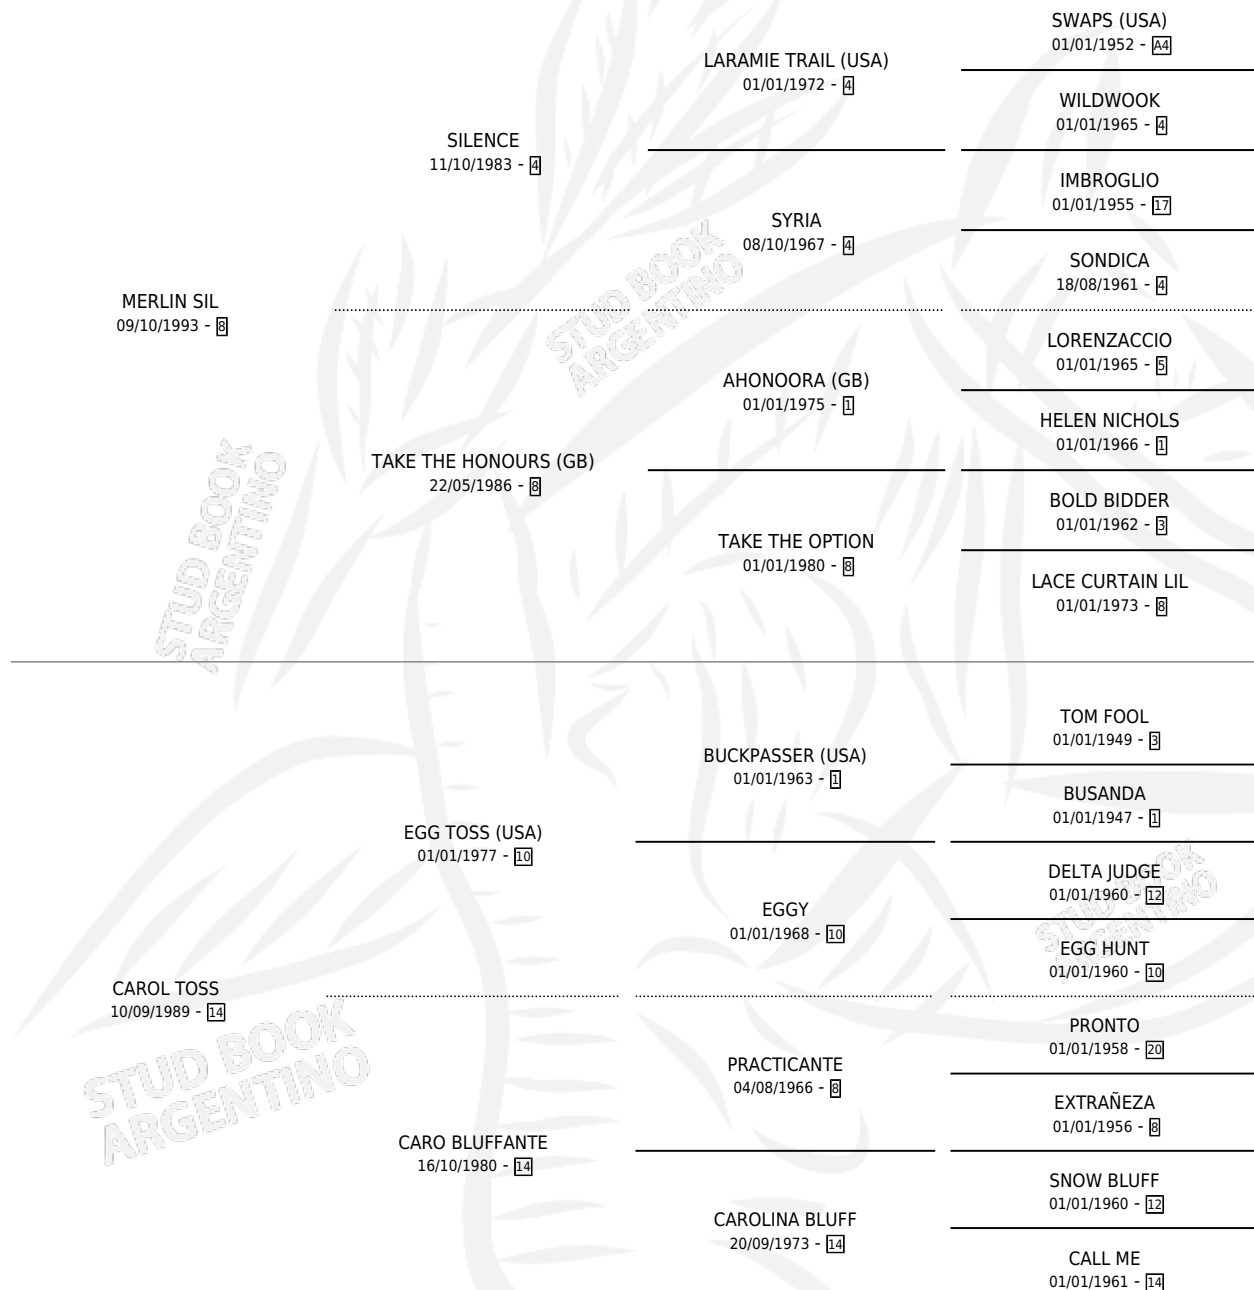 SWAPS (USA)
01/01/1952 - A4
LARAMIE TRAIL (USA)
01/01/1972 - 4
WILDWOOK
01/01/1965 - 4
SILENCE
11/10/1983 - 4
IMBROGLIO
01/01/1955 - 17
SYRIA
08/10/1967 - 4
SONDICA
18/08/1961 - 4
MERLIN SIL
09/10/1993 - 8
LORENZACCIO
01/01/1965 - 5
AHONOORA (GB)
01/01/1975 - 1
HELEN NICHOLS
01/01/1966 - 1
TAKE THE HONOURS (GB)
22/05/1986 - 8
BOLD BIDDER
01/01/1962 - 3
TAKE THE OPTION
01/01/1980 - 8
LACE CURTAIN LIL
01/01/1973 - 8
TOM FOOL
01/01/1949 - 3
BUCKPASSER (USA)
01/01/1963 - 1
BUSANDA
01/01/1947 - 1
EGG TOSS (USA)
01/01/1977 - 10
DELTA JUDGE
01/01/1960 - 12
EGGY
01/01/1968 - 10
EGG HUNT
01/01/1960 - 10
CAROL TOSS
10/09/1989 - 14
PRONTO
01/01/1958 - 20
PRACTICANTE
04/08/1966 - 8
EXTRAÑEZA
01/01/1956 - 8
CARO BLUFFANTE
16/10/1980 - 14
SNOW BLUFF
01/01/1960 - 12
CAROLINA BLUFF
20/09/1973 - 14
CALL ME
01/01/1961 - 14
STUD BOOK
ARGENTINO
STUD BOOK
ARGENTINO
STUD BOOK
ARGENTINO
STUD BOOK
ARGENTINO